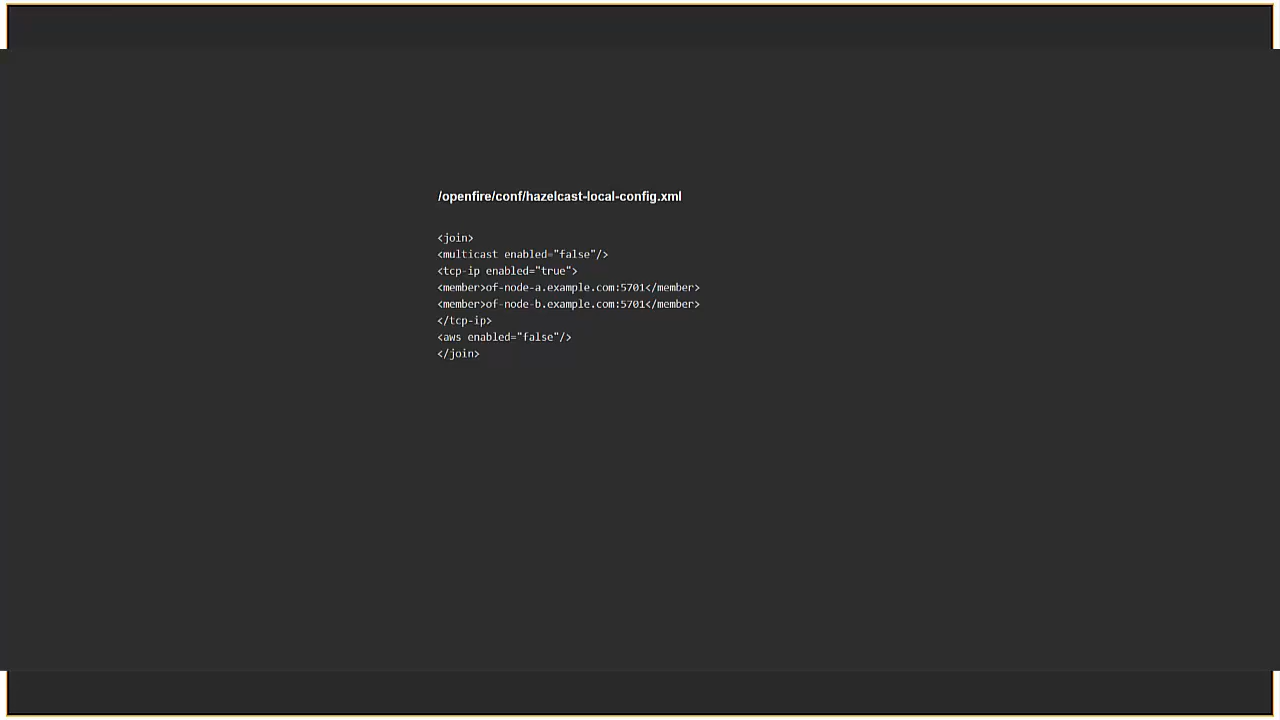 /openfire/conf/hazelcast-local-config.xml
<join>
<multicast enabled="false"/>
<tcp-ip enabled="true">
<member>of-node-a.example.com:5701</member>
<member>of-node-b.example.com:5701</member>
</tcp-ip>
<aws enabled="false"/>
</join>